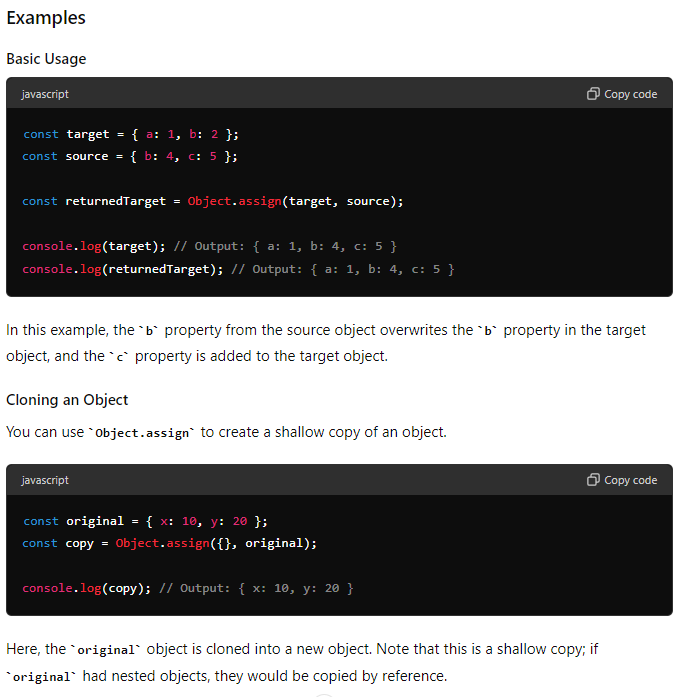 Examples
Basic Usage
javascript
Copy code
const target = { a: 1, b: 2 };
const source = { b: 4, c: 5 };
const returnedTarget = Object.assign(target, source);
console.log(target); // Output: { a: 1, b: 4, c: 5 }
console.log(returnedTarget); // Output: { a: 1, b: 4, c: 5 }
In this example, the `b` property from the source object overwrites the `b` property in the target
object, and the `c` property is added to the target object.
Cloning an Object
You can use `Object.assign` to create a shallow copy of an object.
javascript
Copy code
const original = { x: 10, y: 20 };
const copy = Object.assign({}, original);
console.log(copy); // Output: { x: 10, y: 20 }
Here, the `original` object is cloned into a new object. Note that this is a shallow copy; if
`original` had nested objects, they would be copied by reference.